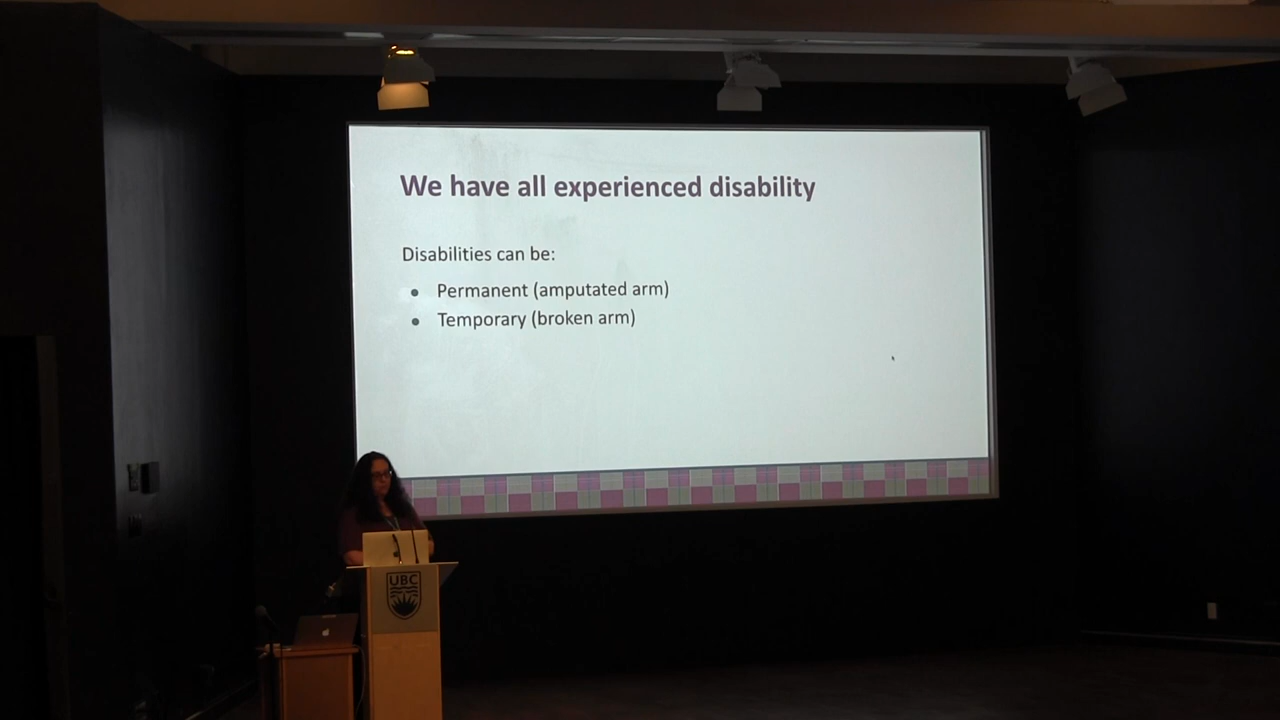 We have all experienced disability
Disabilities can be:
• Permanent (amputated arm)
• Temporary (broken arm)
UBC